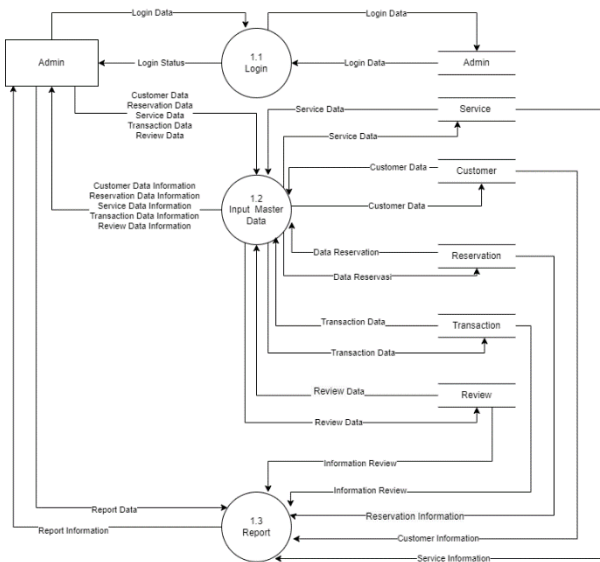 Login Data
Login Data
1.1
Login
Admin
Login Status
Login Data
Admin
Customer Data
Reservation Data
Service Data
Transaction Data
Review Data
Service Data
Service
Service Data
Customer Data
Customer
Customer Data Information
Reservation Data Information
Service Data Information
Transaction Data Information
Review Data Information
1.2
Input Master
Data
Customer Data
Data Reservation
Reservation
Data Reservasi
Transaction Data
Transaction
Transaction Data
Review Data
Review
Review Data
Information Review
Information Review
Report Data
Reservation Information
1.3
Report
Report Information
Customer Information
Service Information